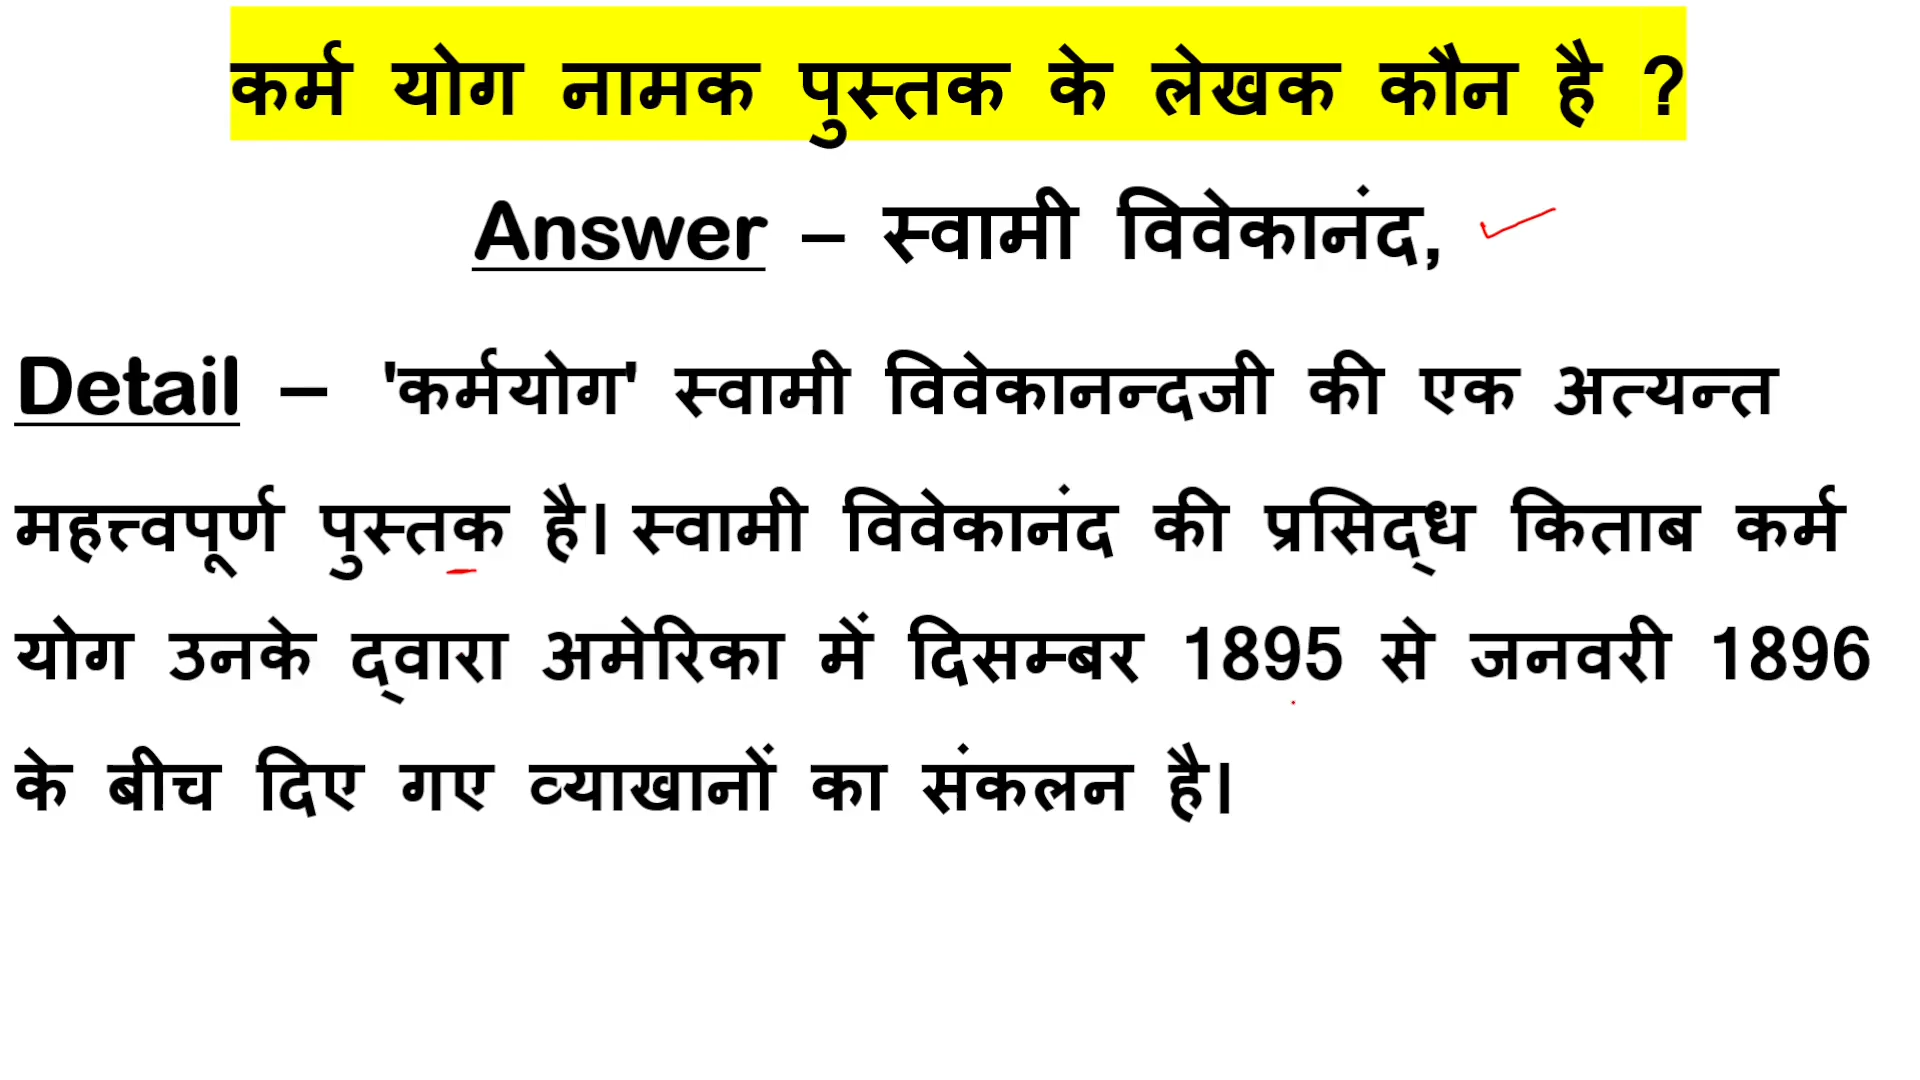 कर्म योग नामक पुस्तक के लेखक कौन है ?
Answer – स्वामी विवेकानंद,
Detail – 'कर्मयोग' स्वामी विवेकानन्दजी की एक अत्यन्त
महत्त्वपूर्ण पुस्तक है। स्वामी विवेकानंद की प्रसिद्ध किताब कर्म
योग उनके द्वारा अमेरिका में दिसम्बर 1895 से जनवरी 1896
के बीच दिए गए व्याखानों का संकलन है।